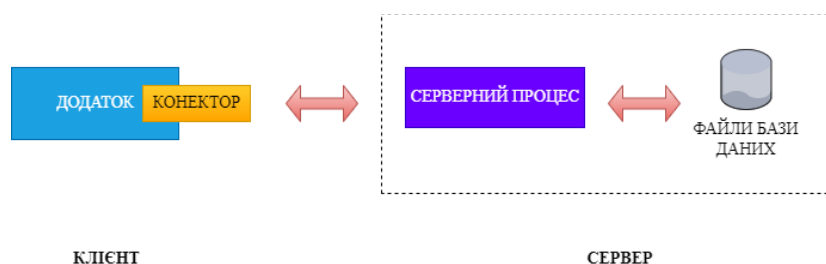 ДОДАТОК
КОНЕКТОР
СЕРВЕРНИЙ ПРОЦЕС
ФАЙЛИ БАЗИ
ДАНИХ
КЛІЄНТ
СЕРВЕР